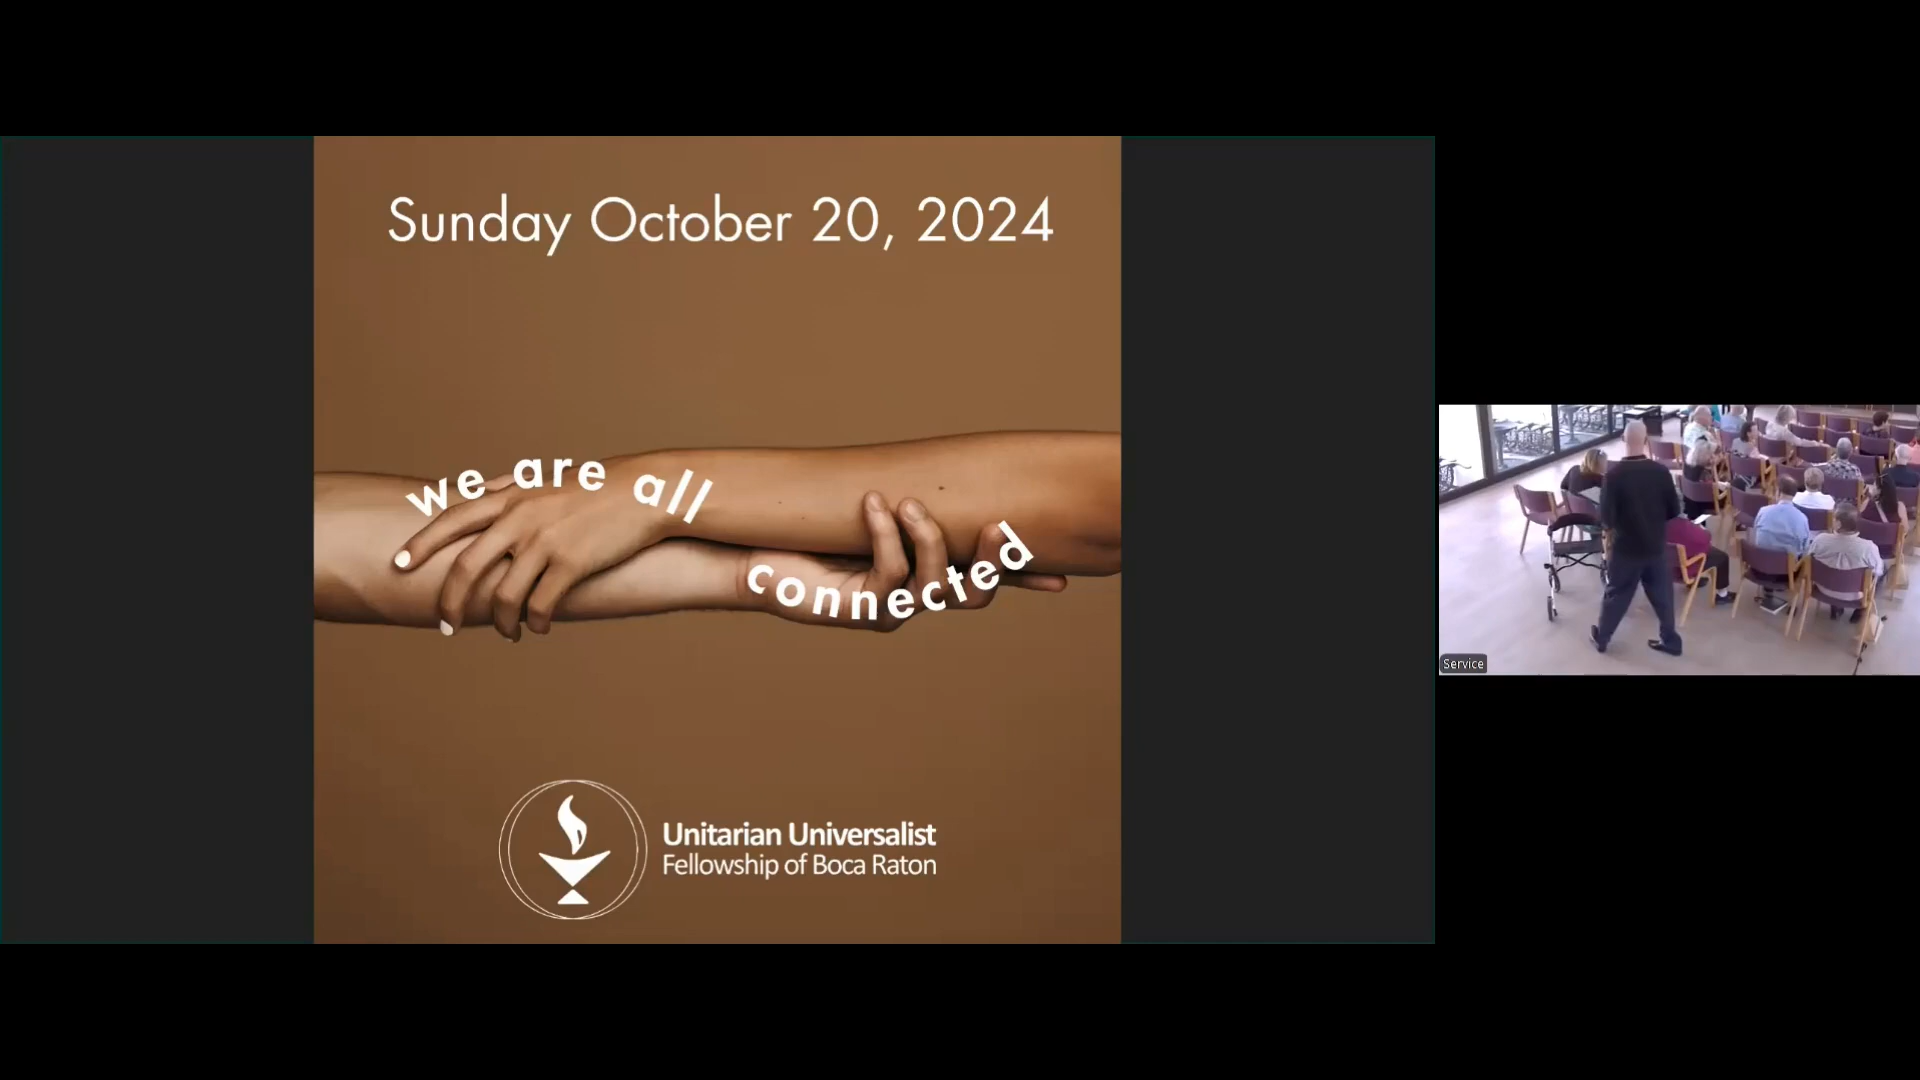 Sunday October 20, 2024
we are all
connected
Unitarian Universalist
Fellowship of Boca Raton
Service